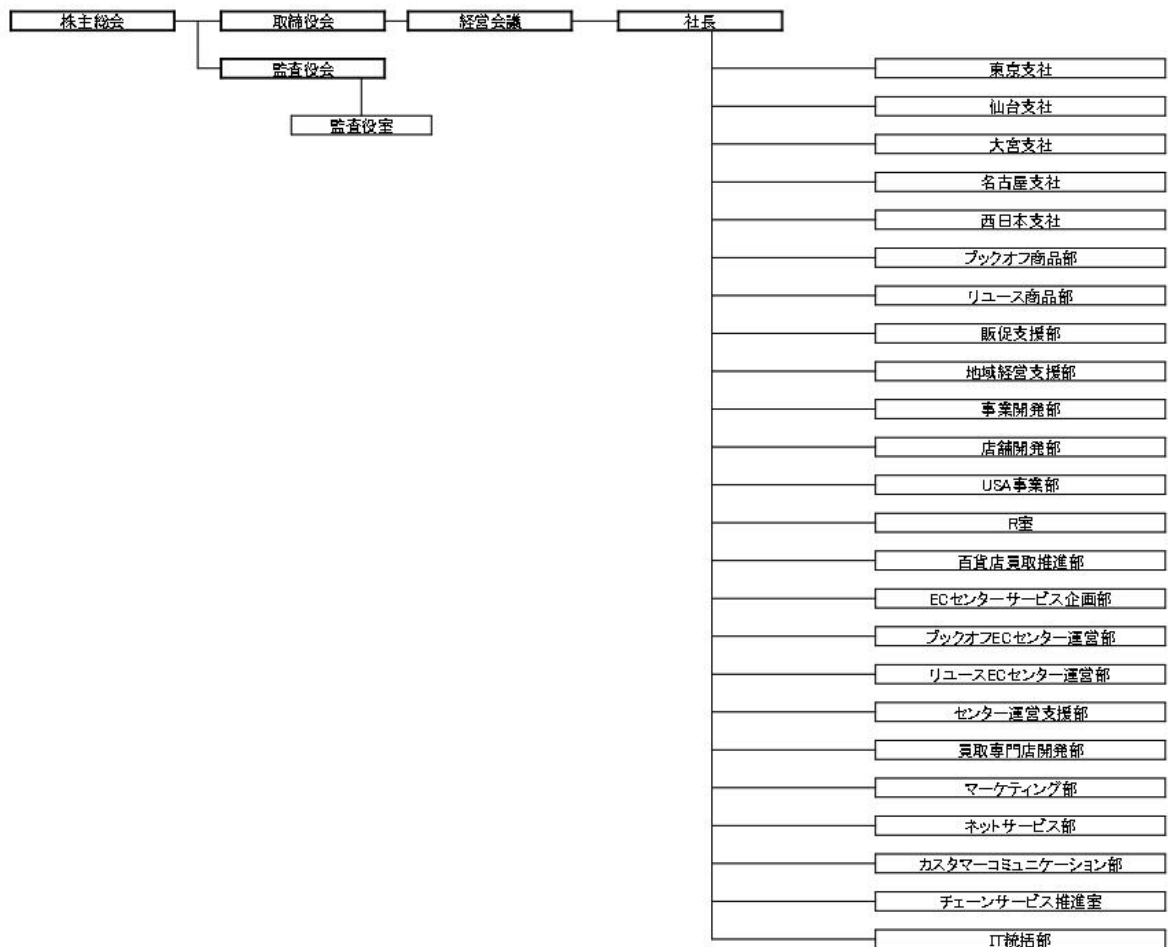 株主総会 取締役会 経営会議 社長
監査役会
監査役室
東京支社
仙台支社
大宮支社
名古屋支社
西日本支社
ブックオフ商品部
リユース商品部
販促支援部
地域経営支援部
事業開発部
店舗開発部
USA事業部
R室
百貨店買取推進部
ECセンターサービス企画部
ブックオフECセンター運営部
リユースECセンター運営部
センター運営支援部
買取専門店開発部
マーケティング部
ネットサービス部
カスタマーコミュニケーション部
チェーンサービス推進室
IT統括部